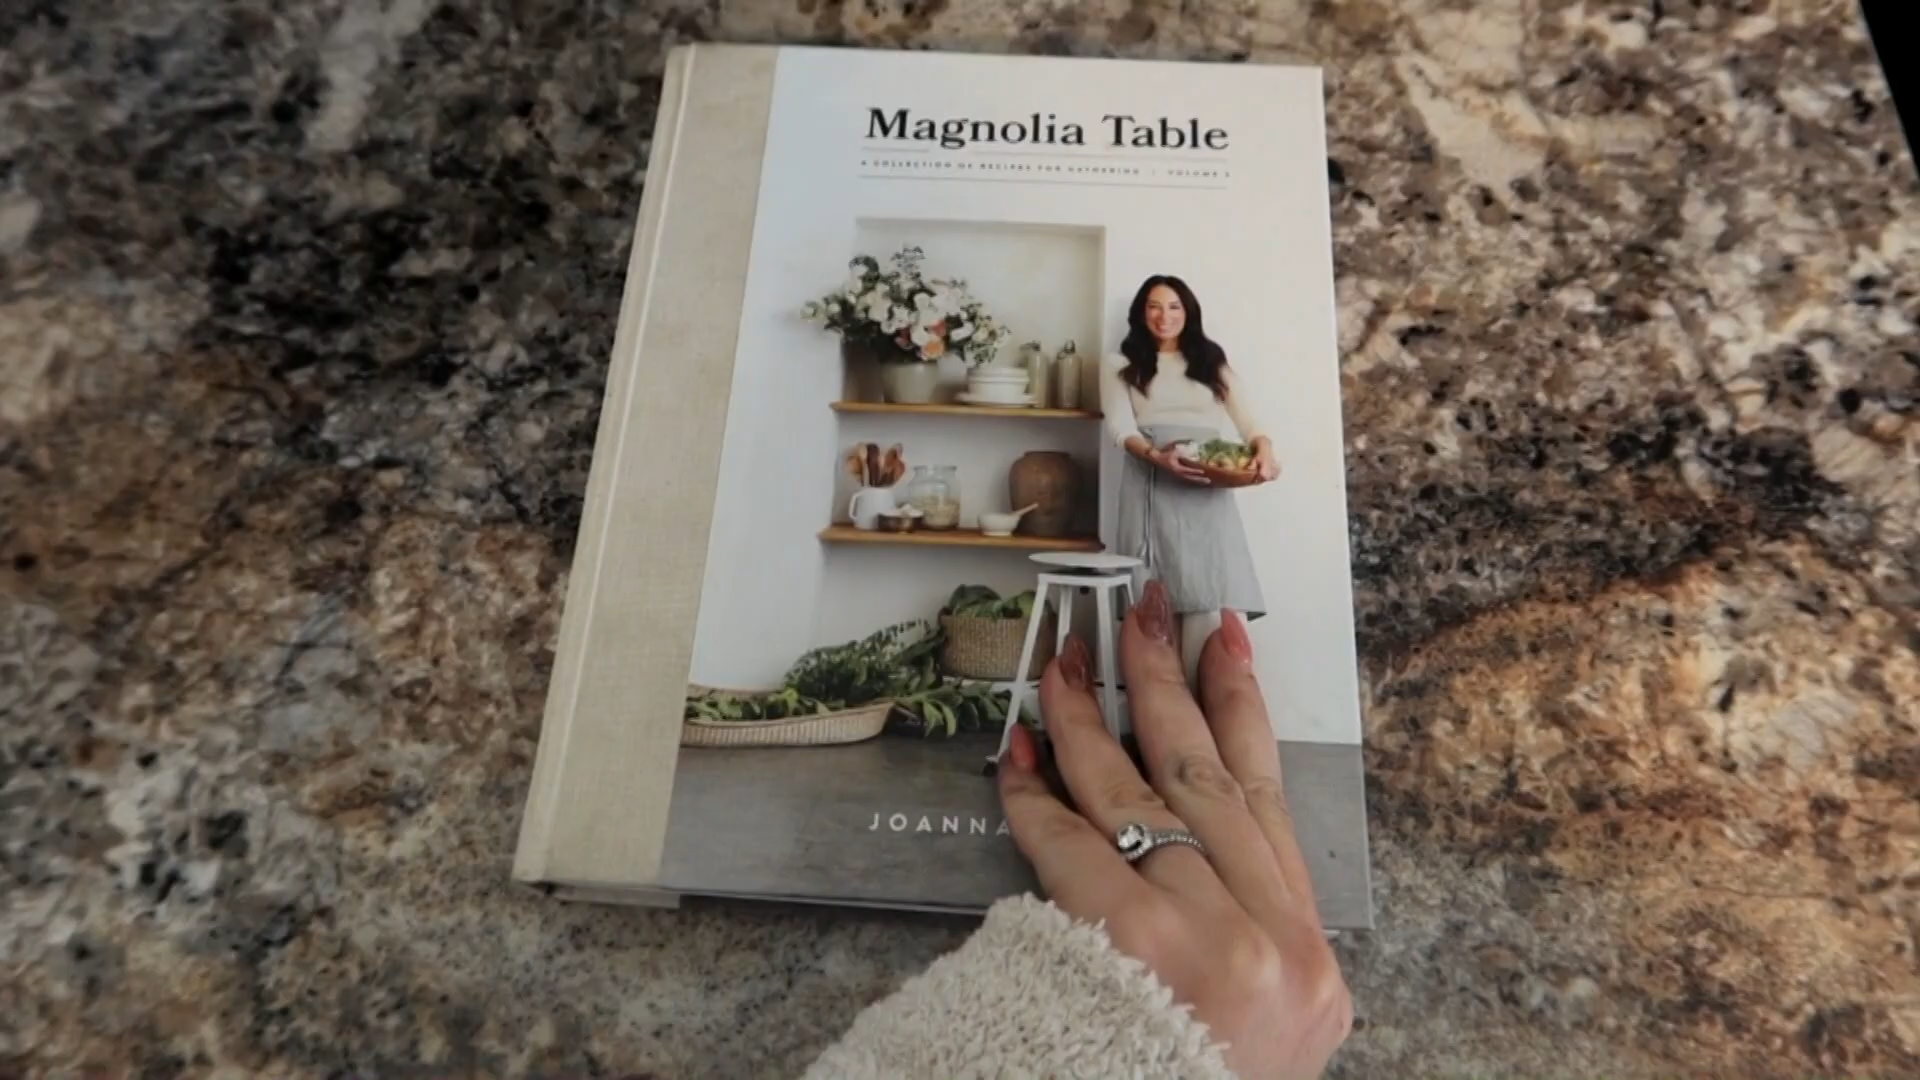 Magnolia Table
A COLLECTION OF RECIPES FOR GATHERING | VOLUME 2
JOANNA